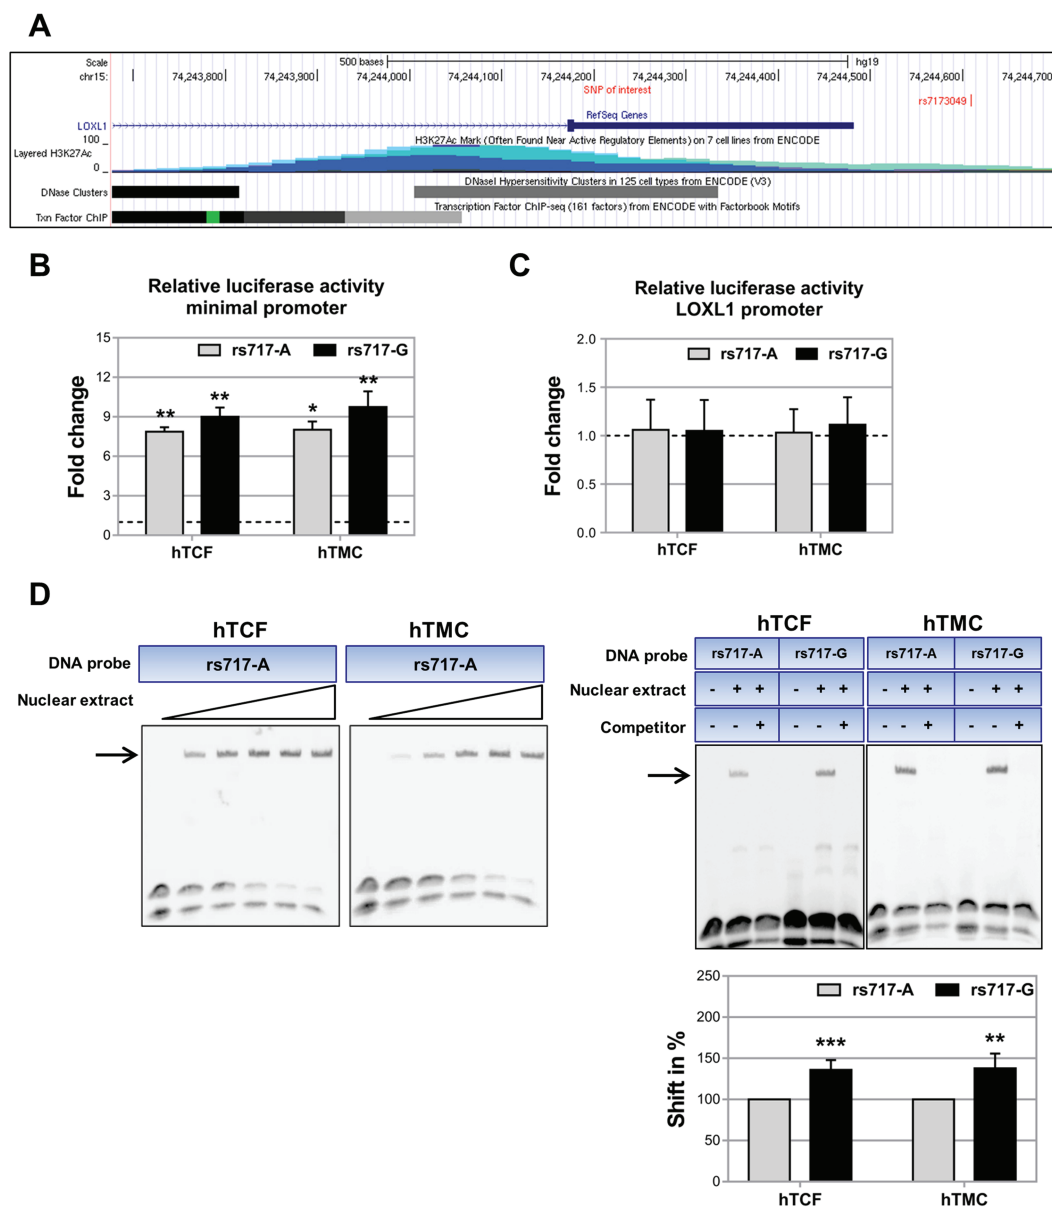 A
Scale 500 bases hg19
chr15: 74,243,800 74,243,900 74,244,000 74,244,100 74,244,200 74,244,300 74,244,400 74,244,500 74,244,600 74,244,700
SNP of interest
rs7173049
RefSeq Genes
LOXL1
100
H3K27Ac Mark (Often Found Near Active Regulatory Elements) on 7 cell lines from ENCODE
Layered H3K27Ac
0
DNaseI Hypersensitivity Clusters in 125 cell types from ENCODE (V3)
DNase Clusters
Transcription Factor ChIP-seq (161 factors) from ENCODE with Factorbook Motifs
Txn Factor ChIP
B
Relative luciferase activity
minimal promoter
Fold change
15
12
9
6
3
0
rs717-A rs717-G
** ** * **
hTCF hTMC
C
Relative luciferase activity
LOXL1 promoter
Fold change
2.0
1.5
1.0
0.5
0.0
rs717-A rs717-G
hTCF hTMC
D
hTCF hTMC
DNA probe rs717-A rs717-A
Nuclear extract
hTCF hTMC
DNA probe rs717-A rs717-G rs717-A rs717-G
Nuclear extract - + + - + + - + + - + +
Competitor - - + - - + - - + - - +
Shift in %
250
200
150
100
50
0
rs717-A rs717-G
*** **
hTCF hTMC